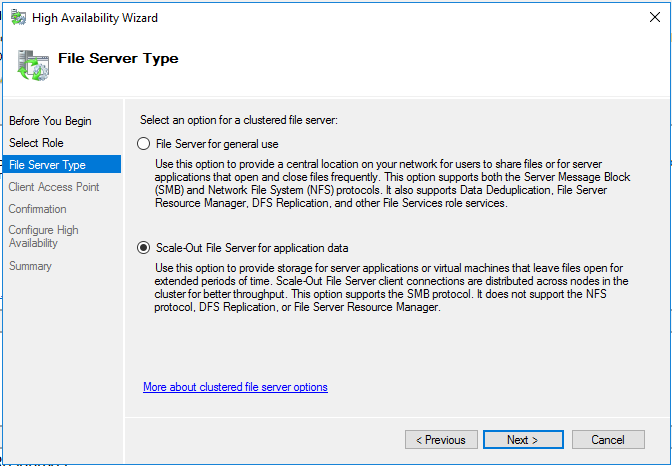 High Availability Wizard
File Server Type
Before You Begin
Select Role
File Server Type
Client Access Point
Confirmation
Configure High
Availability
Summary
Select an option for a clustered file server:
File Server for general use
Use this option to provide a central location on your network for users to share files or for server
applications that open and close files frequently. This option supports both the Server Message Block
(SMB) and Network File System (NFS) protocols. It also supports Data Deduplication, File Server
Resource Manager, DFS Replication, and other File Services role services.
Scale-Out File Server for application data
Use this option to provide storage for server applications or virtual machines that leave files open for
extended periods of time. Scale-Out File Server client connections are distributed across nodes in the
cluster for better throughput. This option supports the SMB protocol. It does not support the NFS
protocol, DFS Replication, or File Server Resource Manager.
More about clustered file server options
< Previous
Next >
Cancel